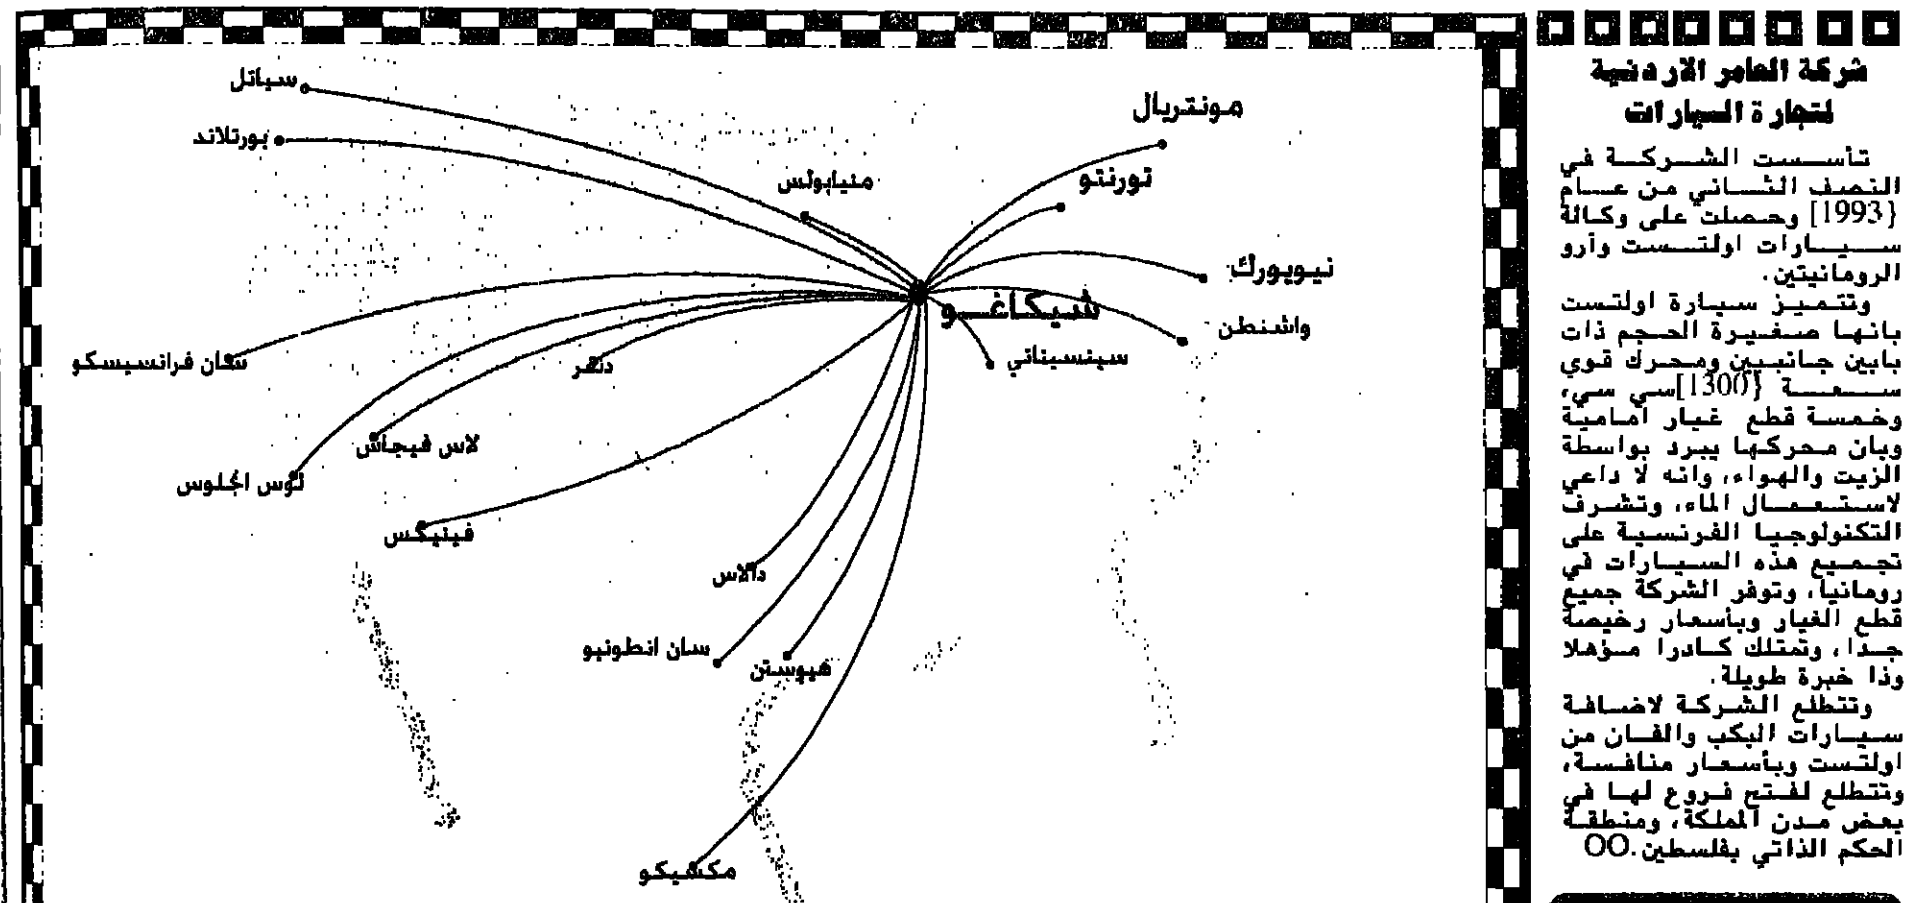 شركة العامر الاردنية
لتجارة السيارات
تأسست الشركة في
النصف الثاني من عام
{1993] وحصلت على وكالة
سيارات اولتست وآرو
الرومانيتين.
وتتميز سيارة اولتست
بانها صغيرة الحجم ذات
بابين جانبيين ومحرك قوي
سعة {1300]سي سي،
وخمسة قطع غيار امامية
وبان محركها يبرد بواسطة
الزيت والهواء، وانه لا داعي
لاستعمال الماء، وتشرف
التكنولوجيا الفرنسية على
تجميع هذه السيارات في
رومانيا، وتوفر الشركة جميع
قطع الغيار وبأسعار رخيصة
جدا، وتمتلك كادرا مؤهلا
وذا خبرة طويلة.
وتتطلع الشركة لاضافة
سيارات البكب والفان من
اولتست وبأسعار منافسة،
وتتطلع لفتح فروع لها في
بعض مدن المملكة، ومنطقة
الحكم الذاتي بفلسطين.OO
سياتل
مونتريال
بورتلاند
منيابولس
تورنتو
نيويورك
شيكاغو
واشنطن
سينسيناتي
سان فرانسيسكو
دنفر
لاس فيجاس
لوس انجلوس
فينيكس
دالاس
سان انطونيو
هيوستن
مكسيكو